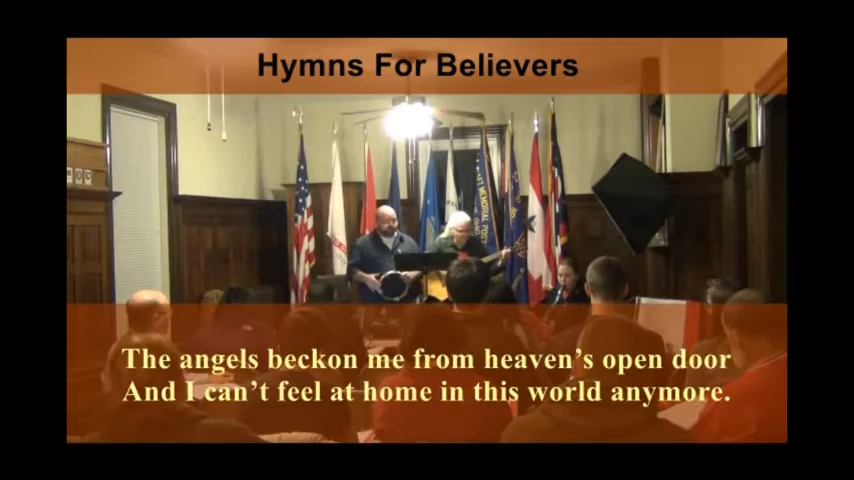 Hymns For Believers
The angels beckon me from heaven's open door
And I can't feel at home in this world anymore.